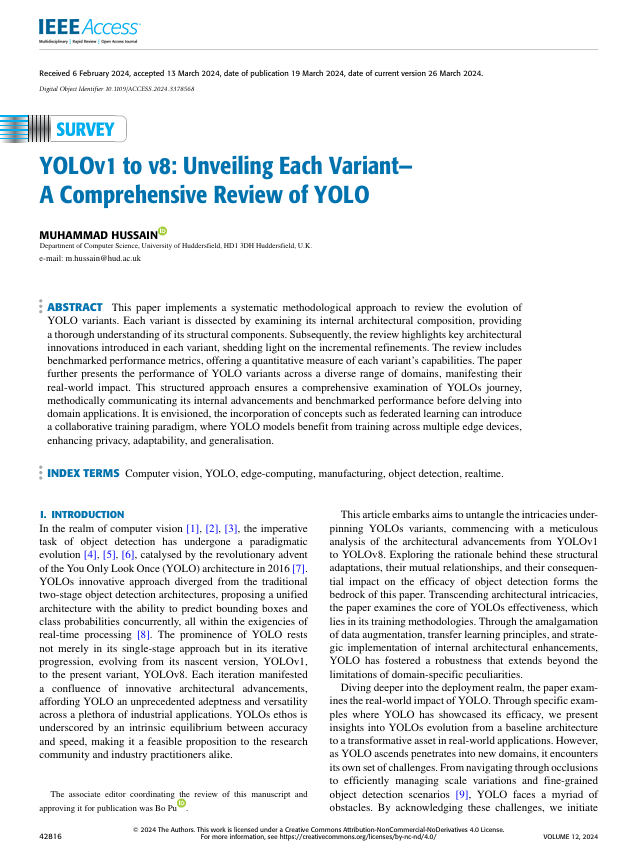 IEEE Access
Multidisciplinary | Rapid Review | Open Access Journal
Received 6 February 2024, accepted 13 March 2024, date of publication 19 March 2024, date of current version 26 March 2024.
Digital Object Identifier 10.1109/ACCESS.2024.3378568
SURVEY
YOLOv1 to v8: Unveiling Each Variant–
A Comprehensive Review of YOLO
MUHAMMAD HUSSAIN iD
Department of Computer Science, University of Huddersfield, HD1 3DH Huddersfield, U.K.
e-mail: m.hussain@hud.ac.uk
ABSTRACT This paper implements a systematic methodological approach to review the evolution of
YOLO variants. Each variant is dissected by examining its internal architectural composition, providing
a thorough understanding of its structural components. Subsequently, the review highlights key architectural
innovations introduced in each variant, shedding light on the incremental refinements. The review includes
benchmarked performance metrics, offering a quantitative measure of each variant's capabilities. The paper
further presents the performance of YOLO variants across a diverse range of domains, manifesting their
real-world impact. This structured approach ensures a comprehensive examination of YOLOs journey,
methodically communicating its internal advancements and benchmarked performance before delving into
domain applications. It is envisioned, the incorporation of concepts such as federated learning can introduce
a collaborative training paradigm, where YOLO models benefit from training across multiple edge devices,
enhancing privacy, adaptability, and generalisation.
INDEX TERMS Computer vision, YOLO, edge-computing, manufacturing, object detection, realtime.
I. INTRODUCTION
In the realm of computer vision [1], [2], [3], the imperative
task of object detection has undergone a paradigmatic
evolution [4], [5], [6], catalysed by the revolutionary advent
of the You Only Look Once (YOLO) architecture in 2016 [7].
YOLOs innovative approach diverged from the traditional
two-stage object detection architectures, proposing a unified
architecture with the ability to predict bounding boxes and
class probabilities concurrently, all within the exigencies of
real-time processing [8]. The prominence of YOLO rests
not merely in its single-stage approach but in its iterative
progression, evolving from its nascent version, YOLOv1,
to the present variant, YOLOv8. Each iteration manifested
a confluence of innovative architectural advancements,
affording YOLO an unprecedented adeptness and versatility
across a plethora of industrial applications. YOLOs ethos is
underscored by an intrinsic equilibrium between accuracy
and speed, making it a feasible proposition to the research
community and industry practitioners alike.
The associate editor coordinating the review of this manuscript and
approving it for publication was Bo Pu iD.
This article embarks aims to untangle the intricacies under-
pinning YOLOs variants, commencing with a meticulous
analysis of the architectural advancements from YOLOv1
to YOLOv8. Exploring the rationale behind these structural
adaptations, their mutual relationships, and their consequen-
tial impact on the efficacy of object detection forms the
bedrock of this paper. Transcending architectural intricacies,
the paper examines the core of YOLOs effectiveness, which
lies in its training methodologies. Through the amalgamation
of data augmentation, transfer learning principles, and strate-
gic implementation of internal architectural enhancements,
YOLO has fostered a robustness that extends beyond the
limitations of domain-specific peculiarities.
Diving deeper into the deployment realm, the paper exam-
ines the real-world impact of YOLO. Through specific exam-
ples where YOLO has showcased its efficacy, we present
insights into YOLOs evolution from a baseline architecture
to a transformative asset in real-world applications. However,
as YOLO ascends penetrates into new domains, it encounters
its own set of challenges. From navigating through occlusions
to efficiently managing scale variations and fine-grained
object detection scenarios [9], YOLO faces a myriad of
obstacles. By acknowledging these challenges, we initiate
© 2024 The Authors. This work is licensed under a Creative Commons Attribution-NonCommercial-NoDerivatives 4.0 License.
42816
For more information, see https://creativecommons.org/licenses/by-nc-nd/4.0/
VOLUME 12, 2024